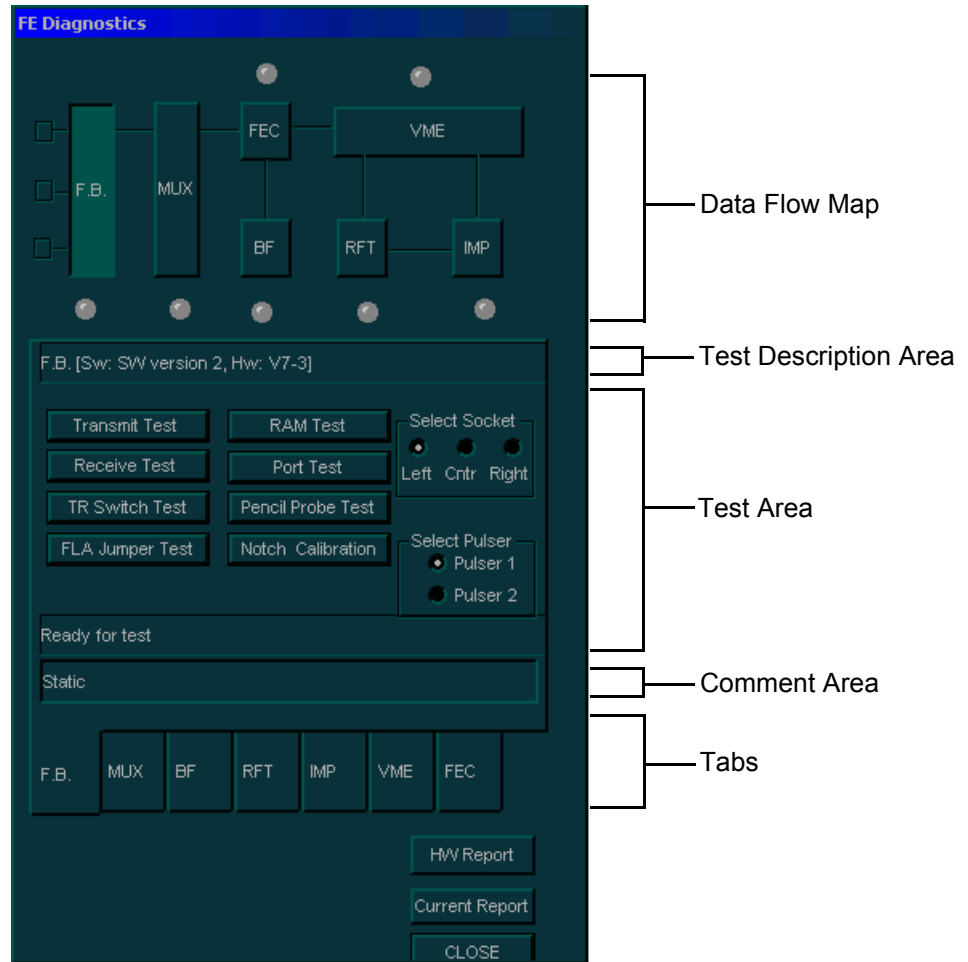 FE Diagnostics
FEC
VME
F.B.
MUX
BF
RFT
IMP
Data Flow Map
F.B. [Sw: SW version 2, Hw: V7-3]
Test Description Area
Transmit Test
RAM Test
Select Socket
Receive Test
Port Test
Left Cntr Right
TR Switch Test
Pencil Probe Test
Test Area
FLA Jumper Test
Notch Calibration
Select Pulser
Pulser 1
Pulser 2
Ready for test
Static
Comment Area
F.B.
MUX
BF
RFT
IMP
VME
FEC
Tabs
HW Report
Current Report
CLOSE